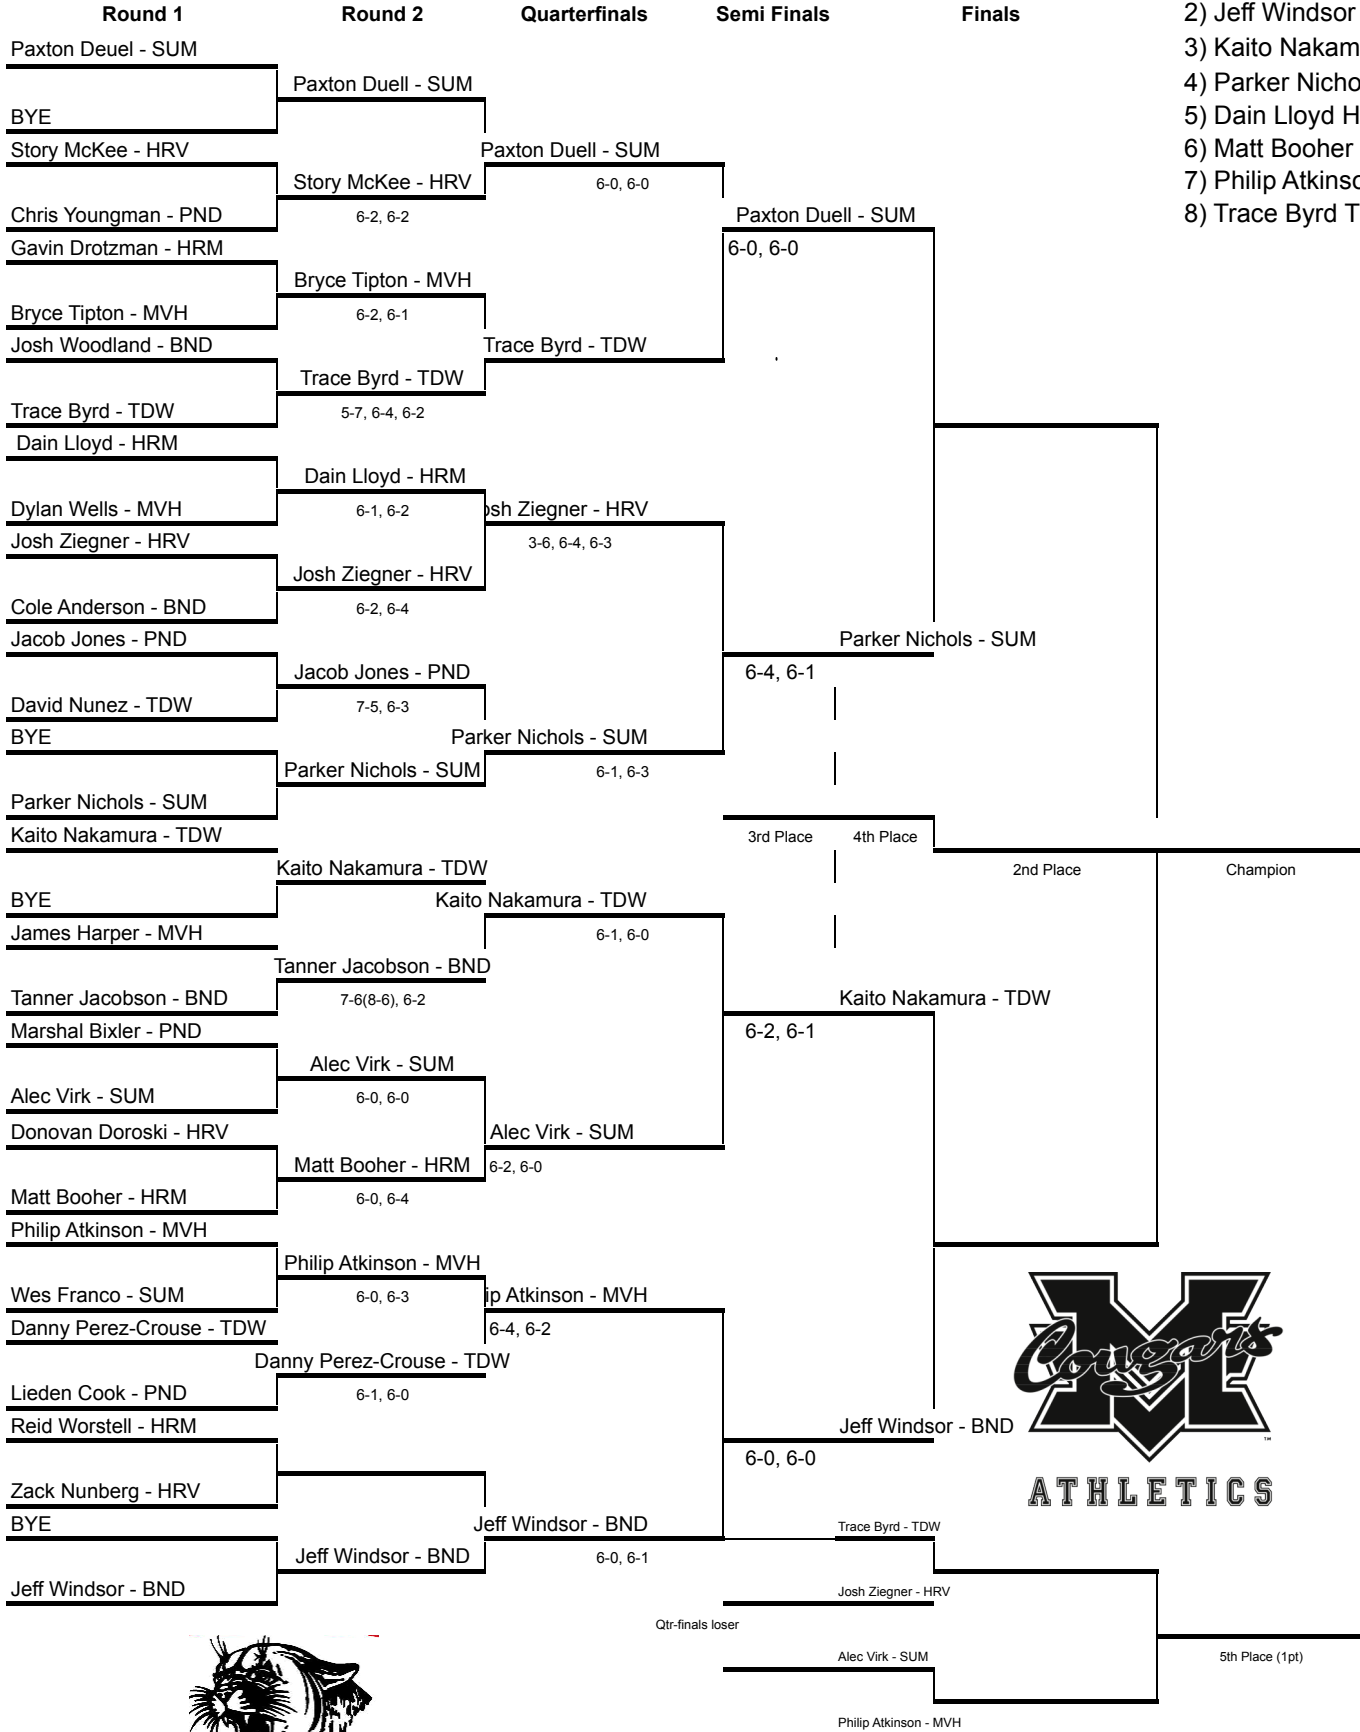 Round 1 Round 2 Quarterfinals Semi Finals Finals
2) Jeff Windsor
3) Kaito
4) Parker
5) Dain Lloyd
6) Matt Booher
7) Philip
8) Trace Byrd
Paxton Deuel - SUM
Paxton Duell - SUM
BYE
Story McKee - HRV
Paxton Duell - SUM
Story McKee - HRV
6-0, 6-0
Chris Youngman - PND
6-2, 6-2
Paxton Duell - SUM
Gavin Drotzman - HRM
6-0, 6-0
Bryce Tipton - MVH
Bryce Tipton - MVH
6-2, 6-1
Josh Woodland - BND
Trace Byrd - TDW
Trace Byrd - TDW
Trace Byrd - TDW
5-7, 6-4, 6-2
Dain Lloyd - HRM
Dain Lloyd - HRM
Dylan Wells - MVH
6-1, 6-2
Ziegner - HRV
Josh Ziegner - HRV
3-6, 6-4, 6-3
Josh Ziegner - HRV
Cole Anderson - BND
6-2, 6-4
Jacob Jones - PND
Parker Nichols - SUM
Jacob Jones - PND
6-4, 6-1
David Nunez - TDW
7-5, 6-3
BYE
Parker Nichols - SUM
Parker Nichols - SUM
6-1, 6-3
Parker Nichols - SUM
Kaito Nakamura - TDW
3rd Place 4th Place
Kaito Nakamura - TDW
2nd Place Champion
BYE
Kaito Nakamura - TDW
James Harper - MVH
6-1, 6-0
Tanner Jacobson - BND
Tanner Jacobson - BND
7-6(8-6), 6-2
Kaito Nakamura - TDW
Marshal Bixler - PND
6-2, 6-1
Alec Virk - SUM
Alec Virk - SUM
6-0, 6-0
Donovan Doroski - HRV
Alec Virk - SUM
Matt Booher - HRM
6-2, 6-0
Matt Booher - HRM
6-0, 6-4
Philip Atkinson - MVH
Philip Atkinson - MVH
Wes Franco - SUM
6-0, 6-3
Atkinson - MVH
Danny Perez-Crouse - TDW
6-4, 6-2
Danny Perez-Crouse - TDW
Lieden Cook - PND
6-1, 6-0
Reid Worstell - HRM
Jeff Windsor - BND
6-0, 6-0
Zack Nunberg - HRV
BYE
Jeff Windsor - BND
Trace Byrd - TDW
Jeff Windsor - BND
6-0, 6-1
Jeff Windsor - BND
Josh Ziegner - HRV
Qtr-finals loser
Alec Virk - SUM
5th Place (1pt)
Philip Atkinson - MVH
M
Cougars
TM
ATHLETICS